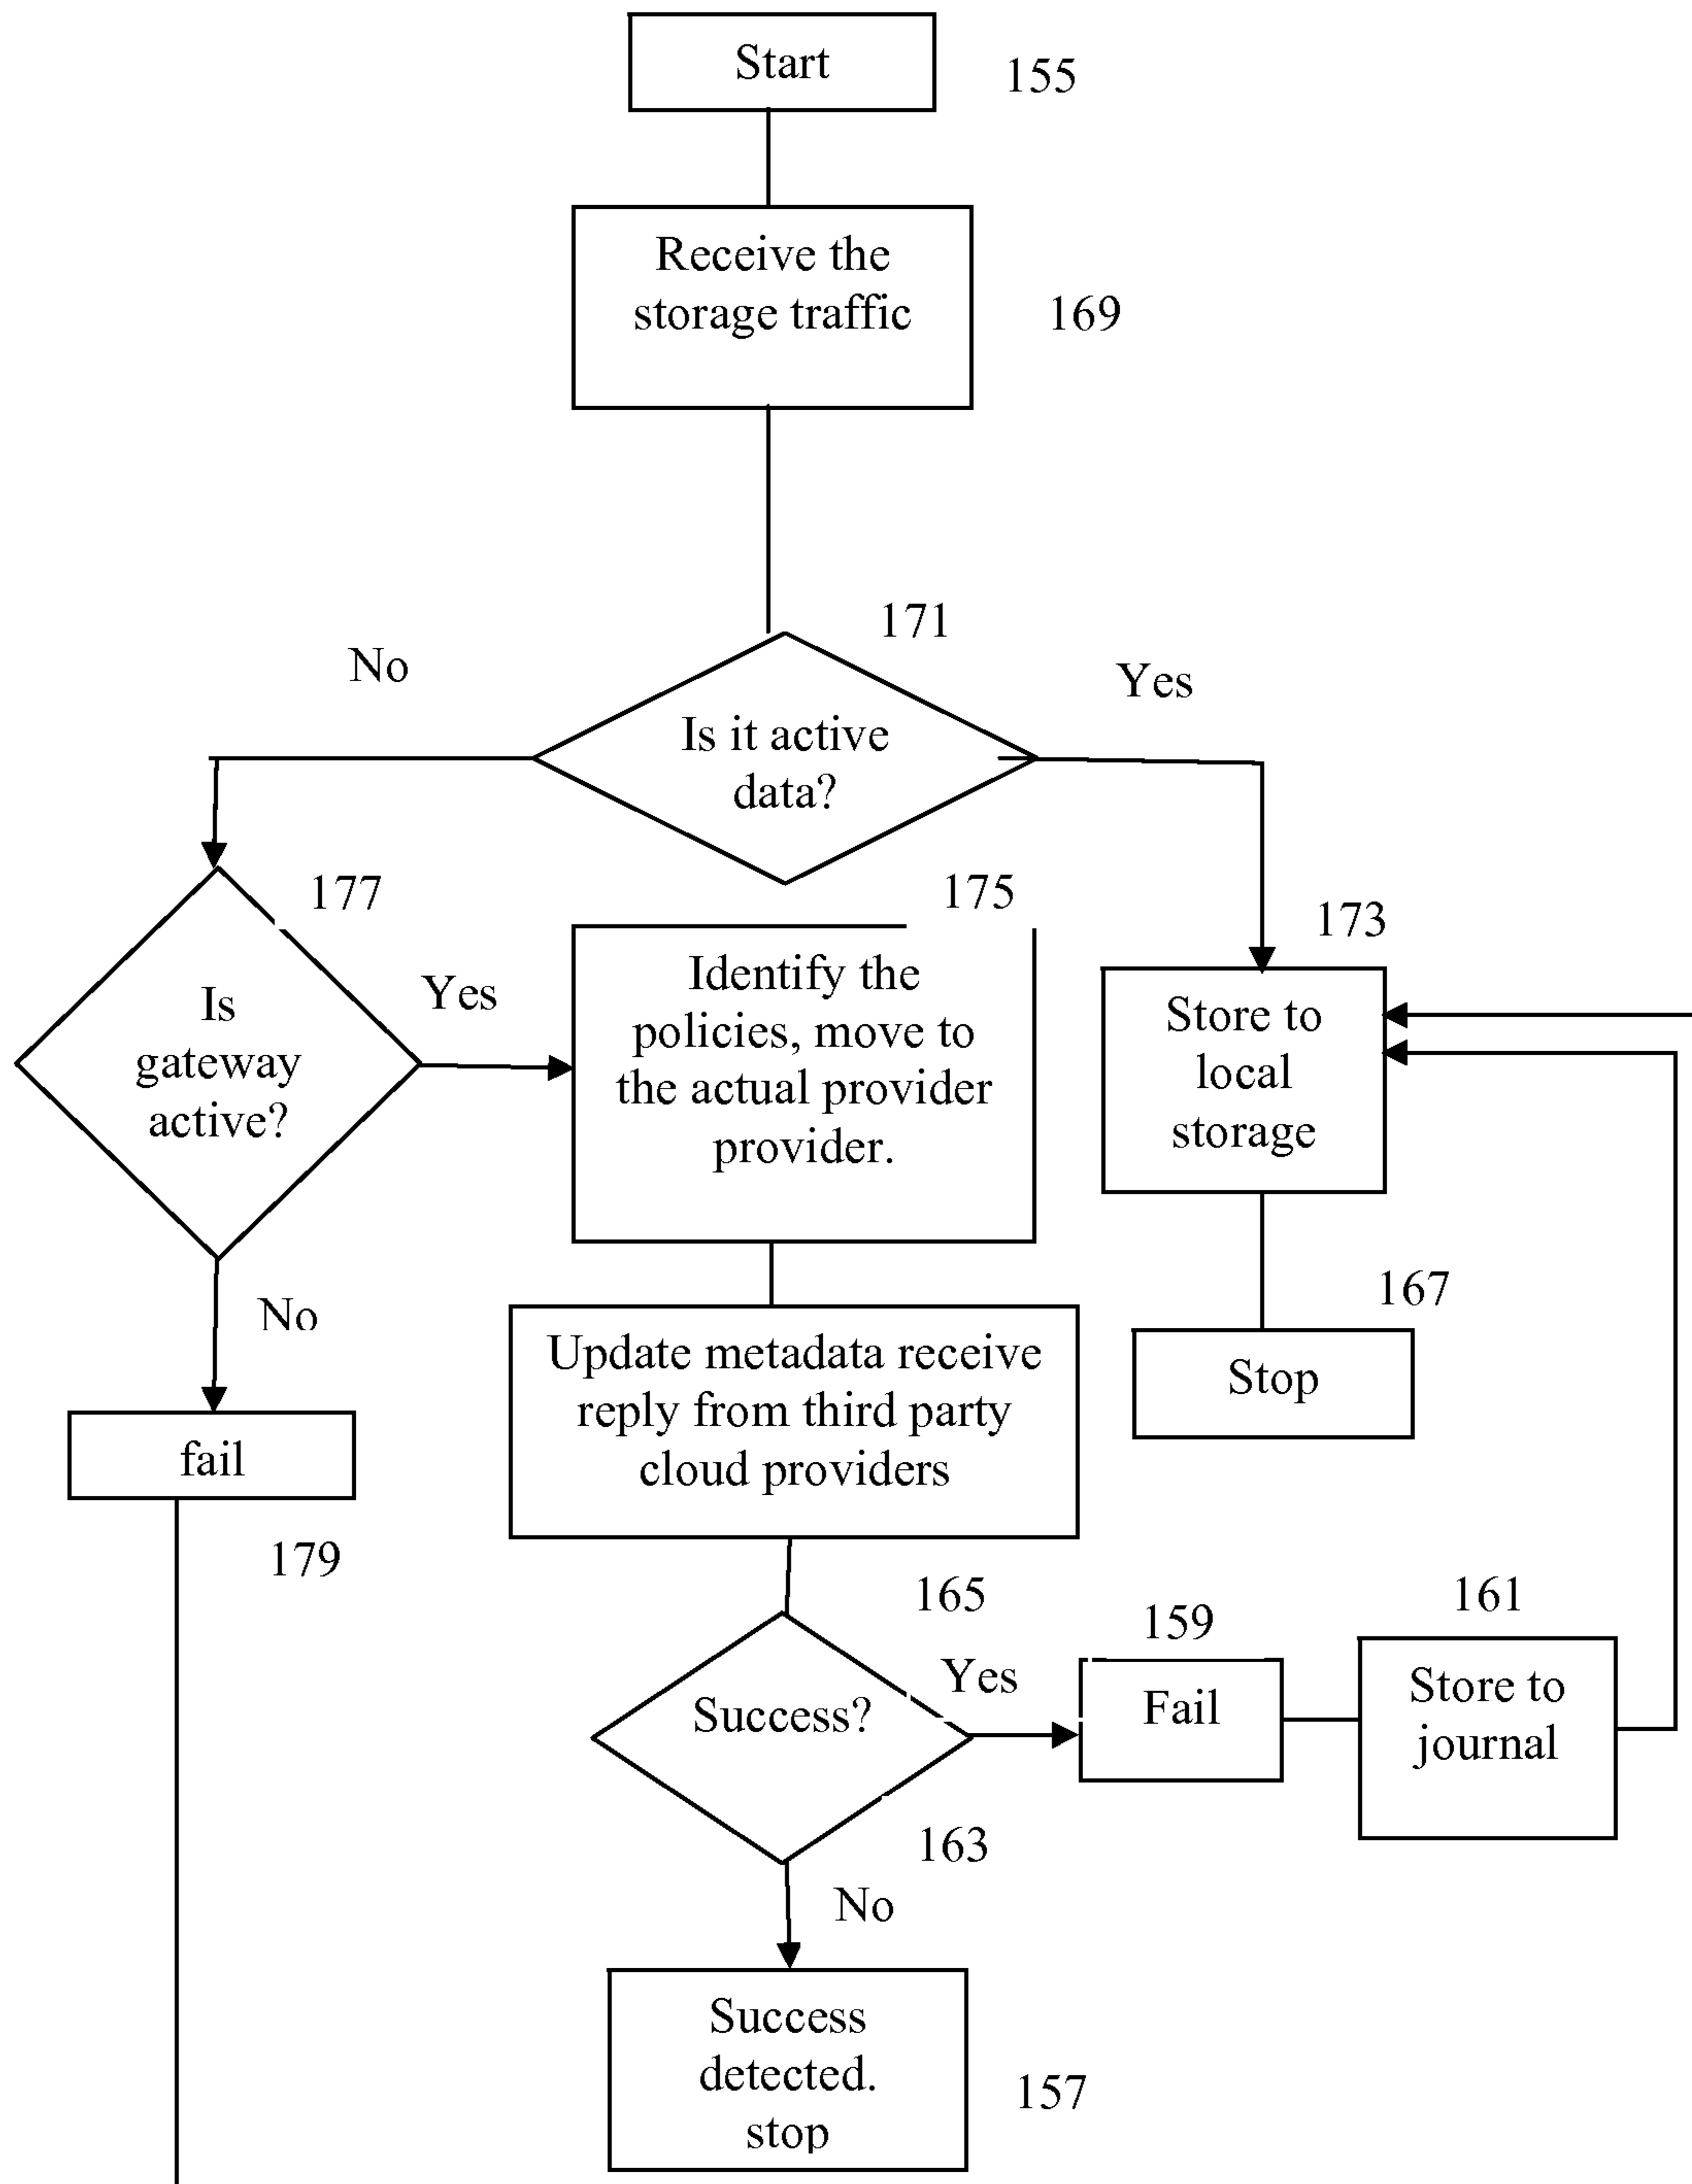 Start
155
Receive the
storage traffic
169
171
No
Yes
Is it active
data?
177
175
173
Is
gateway
active?
Yes
Identify the
policies, move to
the actual provider
provider.
Store to
local
storage
No
167
Update metadata receive
reply from third party
cloud providers
Stop
fail
179
165
159
161
Success?
Yes
Fail
Store to
journal
163
No
Success
detected.
stop
157